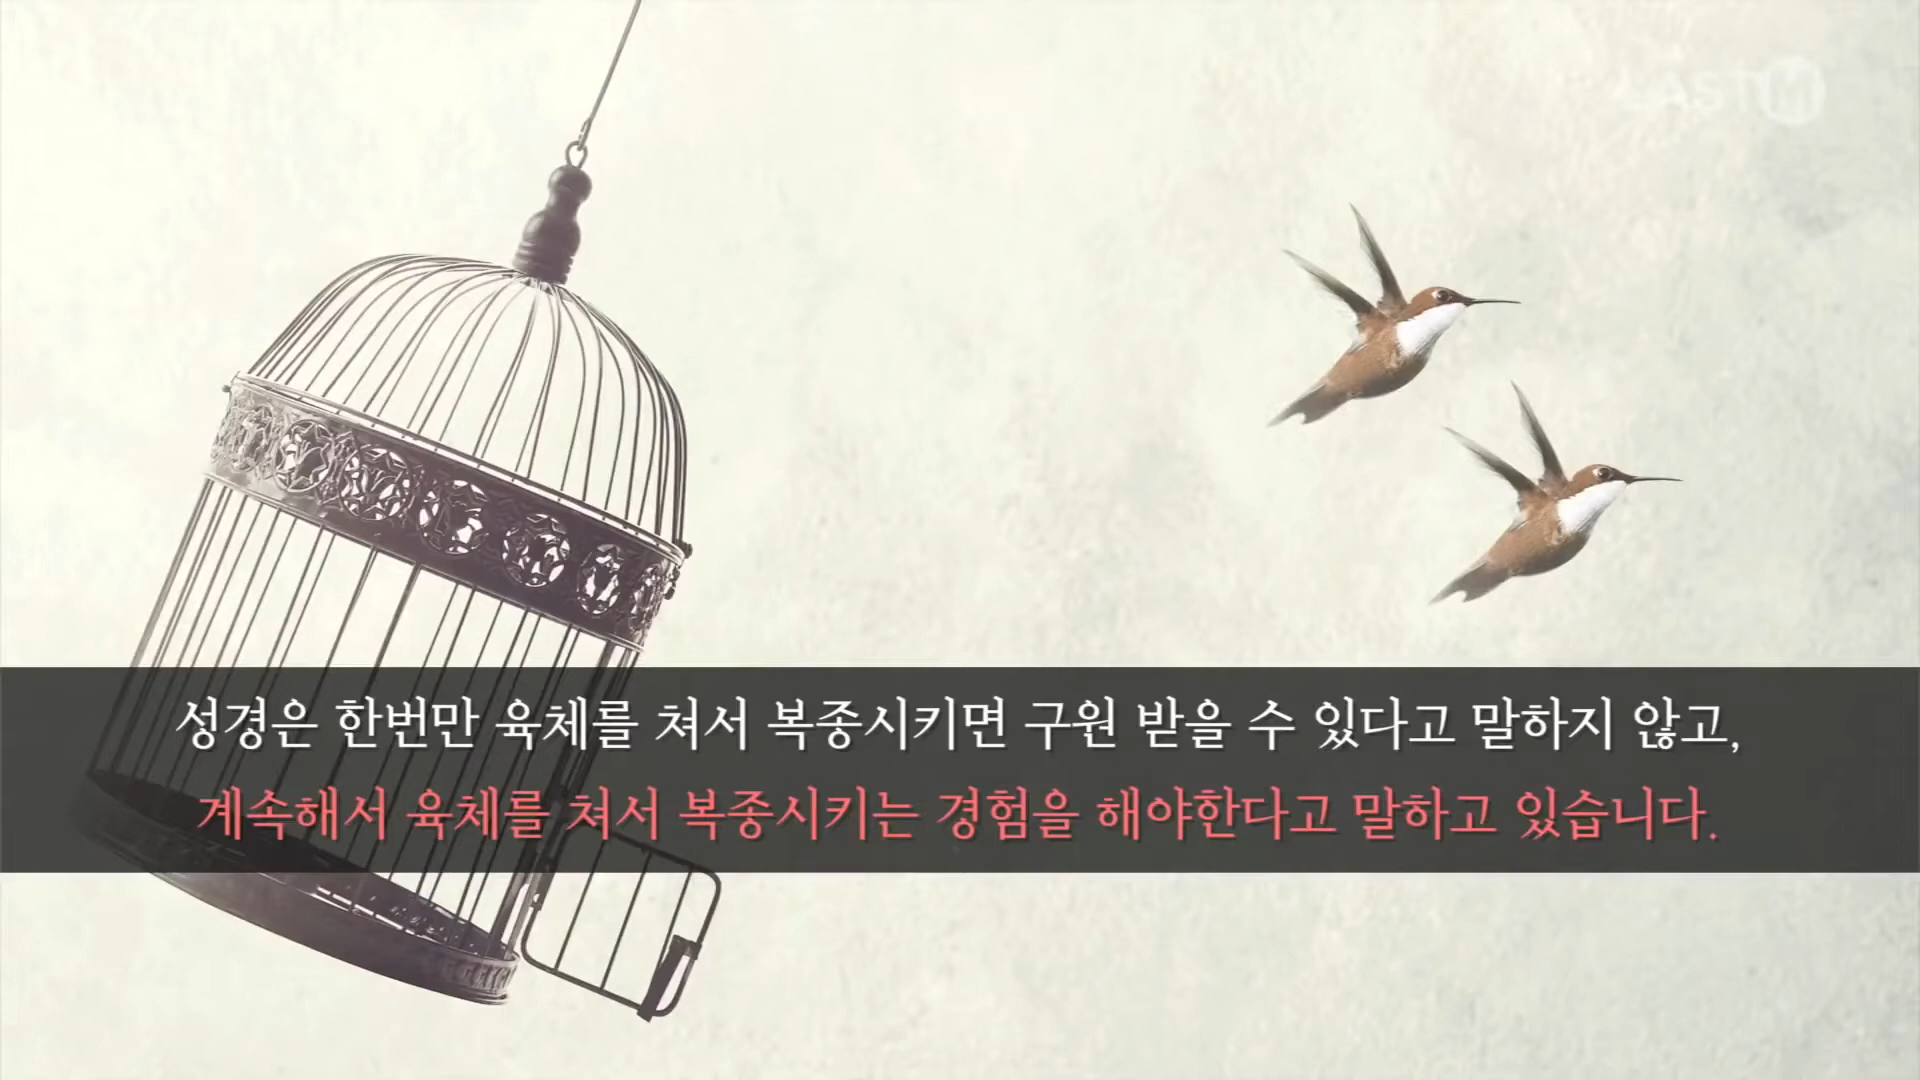 LAST M
성경은 한번만 육체를 쳐서 복종시키면 구원 받을 수 있다고 말하지 않고,
계속해서 육체를 쳐서 복종시키는 경험을 해야한다고 말하고 있습니다.